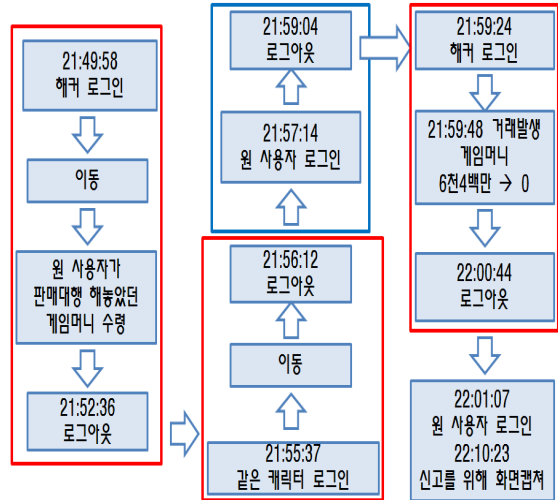 21:49:58
해커 로그인
이동
원 사용자가
판매대행 해놓았던
게임머니 수령
21:52:36
로그아웃
21:55:37
같은 캐릭터 로그인
이동
21:56:12
로그아웃
21:57:14
원 사용자 로그인
21:59:04
로그아웃
21:59:24
해커 로그인
21:59:48 거래발생
게임머니
6천4백만 → 0
22:00:44
로그아웃
22:01:07
원 사용자 로그인
22:10:23
신고를 위해 화면캡쳐